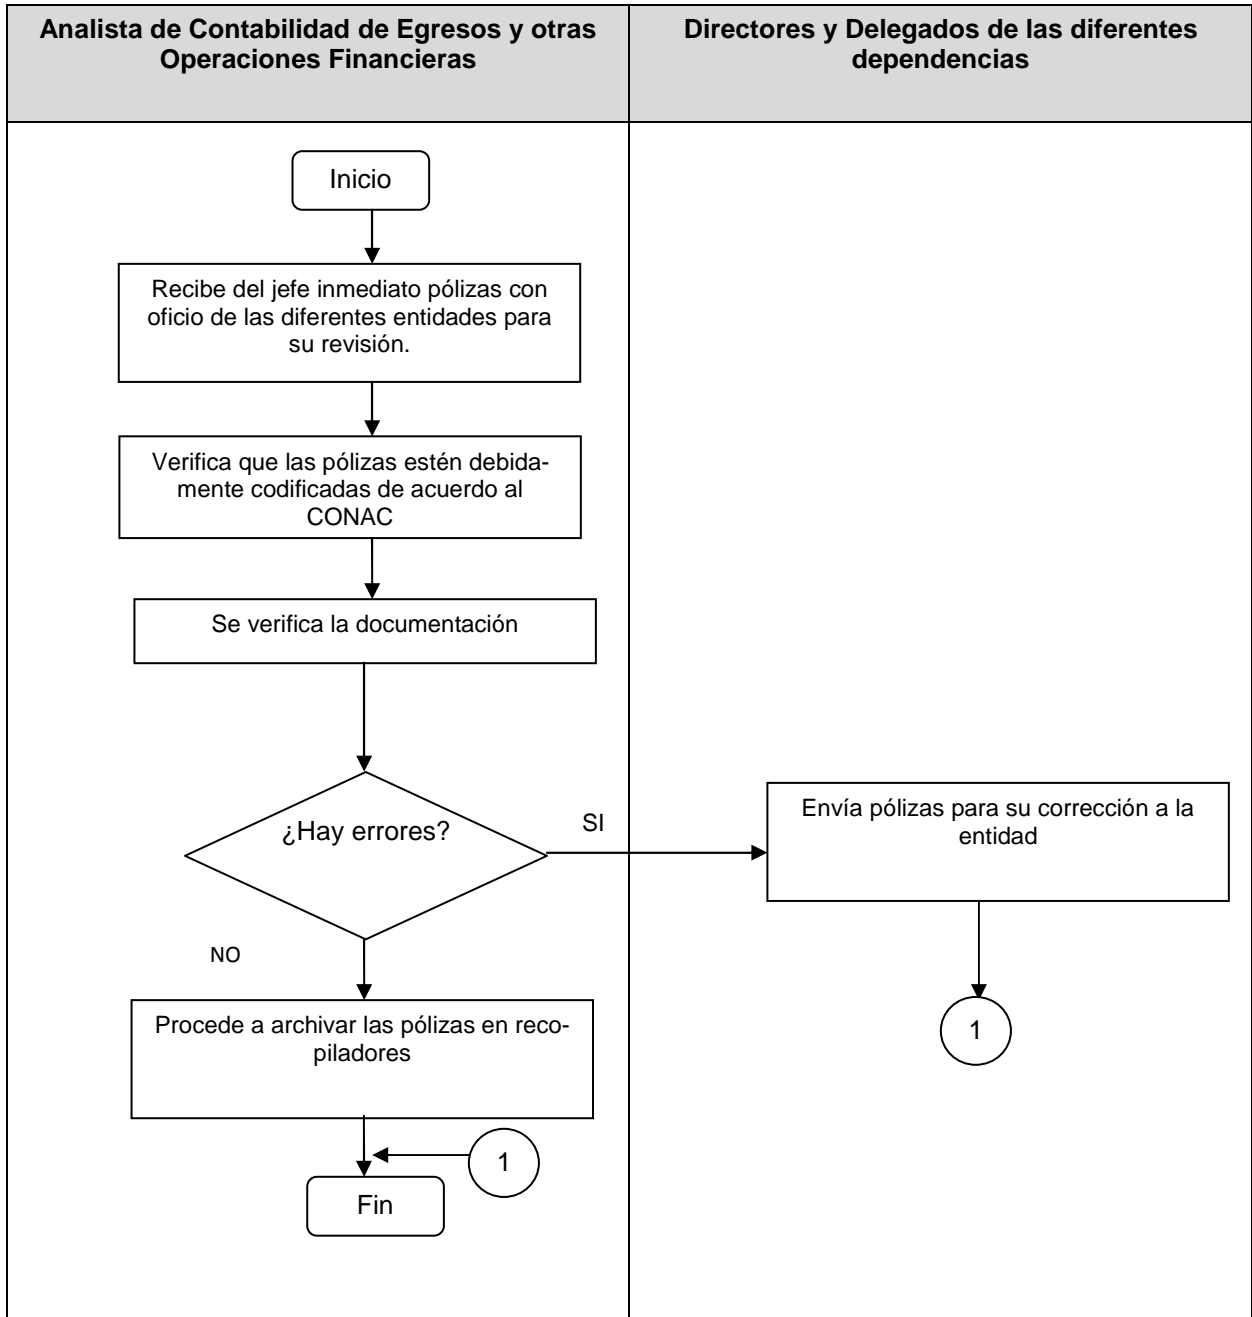 Analista de Contabilidad de Egresos y otras
Operaciones Financieras
Directores y Delegados de las diferentes
dependencias
Inicio
Recibe del jefe inmediato pólizas con
oficio de las diferentes entidades para
su revisión.
Verifica que las pólizas estén debida-
mente codificadas de acuerdo al
CONAC
Se verifica la documentación
¿Hay errores?
SI
Envía pólizas para su corrección a la
entidad
NO
Procede a archivar las pólizas en reco-
piladores
1
1
Fin